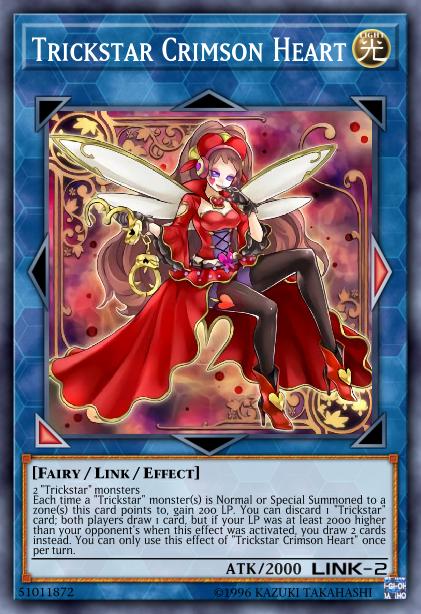 TRICKSTAR CRIMSON HEART
LIGHT
光
[FAIRY / LINK / EFFECT]
2 "Trickstar" monsters
Each time a "Trickstar" monster(s) is Normal or Special Summoned to a
zone(s) this card points to, gain 200 LP. You can discard 1 "Trickstar"
card; both players draw 1 card, but if your LP was at least 2000 higher
than your opponent's when this effect was activated, you draw 2 cards
instead. You can only use this effect of "Trickstar Crimson Heart" once
per turn.
ATK/2000 LINK-2
51011872 ©1996 KAZUKI TAKAHASHI